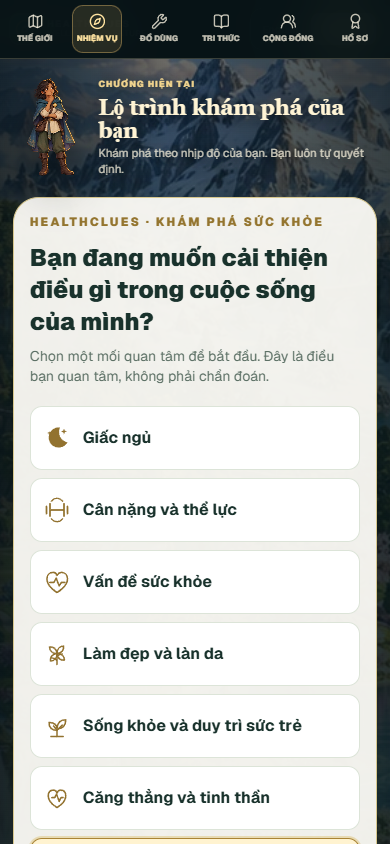 THẾ GIỚI
NHIỆM VỤ
ĐỒ DÙNG
TRI THỨC
CỘNG ĐỒNG
HỒ SƠ
CHƯƠNG HIỆN TẠI
Lộ trình khám phá của
bạn
Khám phá theo nhịp độ của bạn. Bạn luôn tự quyết
định.
HEALTHCLUES · KHÁM PHÁ SỨC KHỎE
Bạn đang muốn cải thiện
điều gì trong cuộc sống
của mình?
Chọn một mối quan tâm để bắt đầu. Đây là điều
bạn quan tâm, không phải chẩn đoán.
Giấc ngủ
Cân nặng và thể lực
Vấn đề sức khỏe
Làm đẹp và làn da
Sống khỏe và duy trì sức trẻ
Căng thẳng và tinh thần